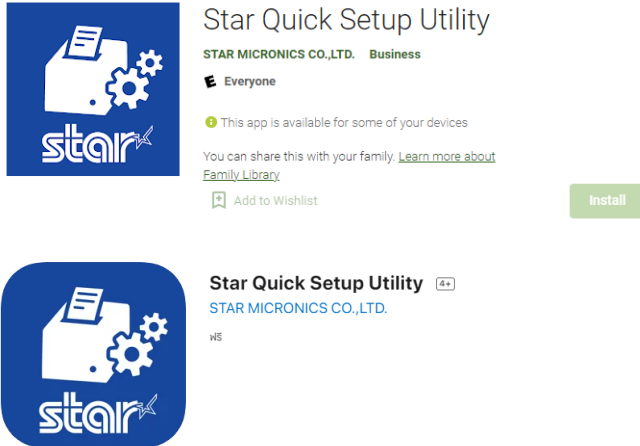 star
Star Quick Setup Utility
STAR MICRONICS CO.,LTD. Business
E Everyone
This app is available for some of your devices
You can share this with your family. Learn more about
Family Library
Add to Wishlist
Install
star
Star Quick Setup Utility 4+
STAR MICRONICS CO.,LTD.
ฟรี